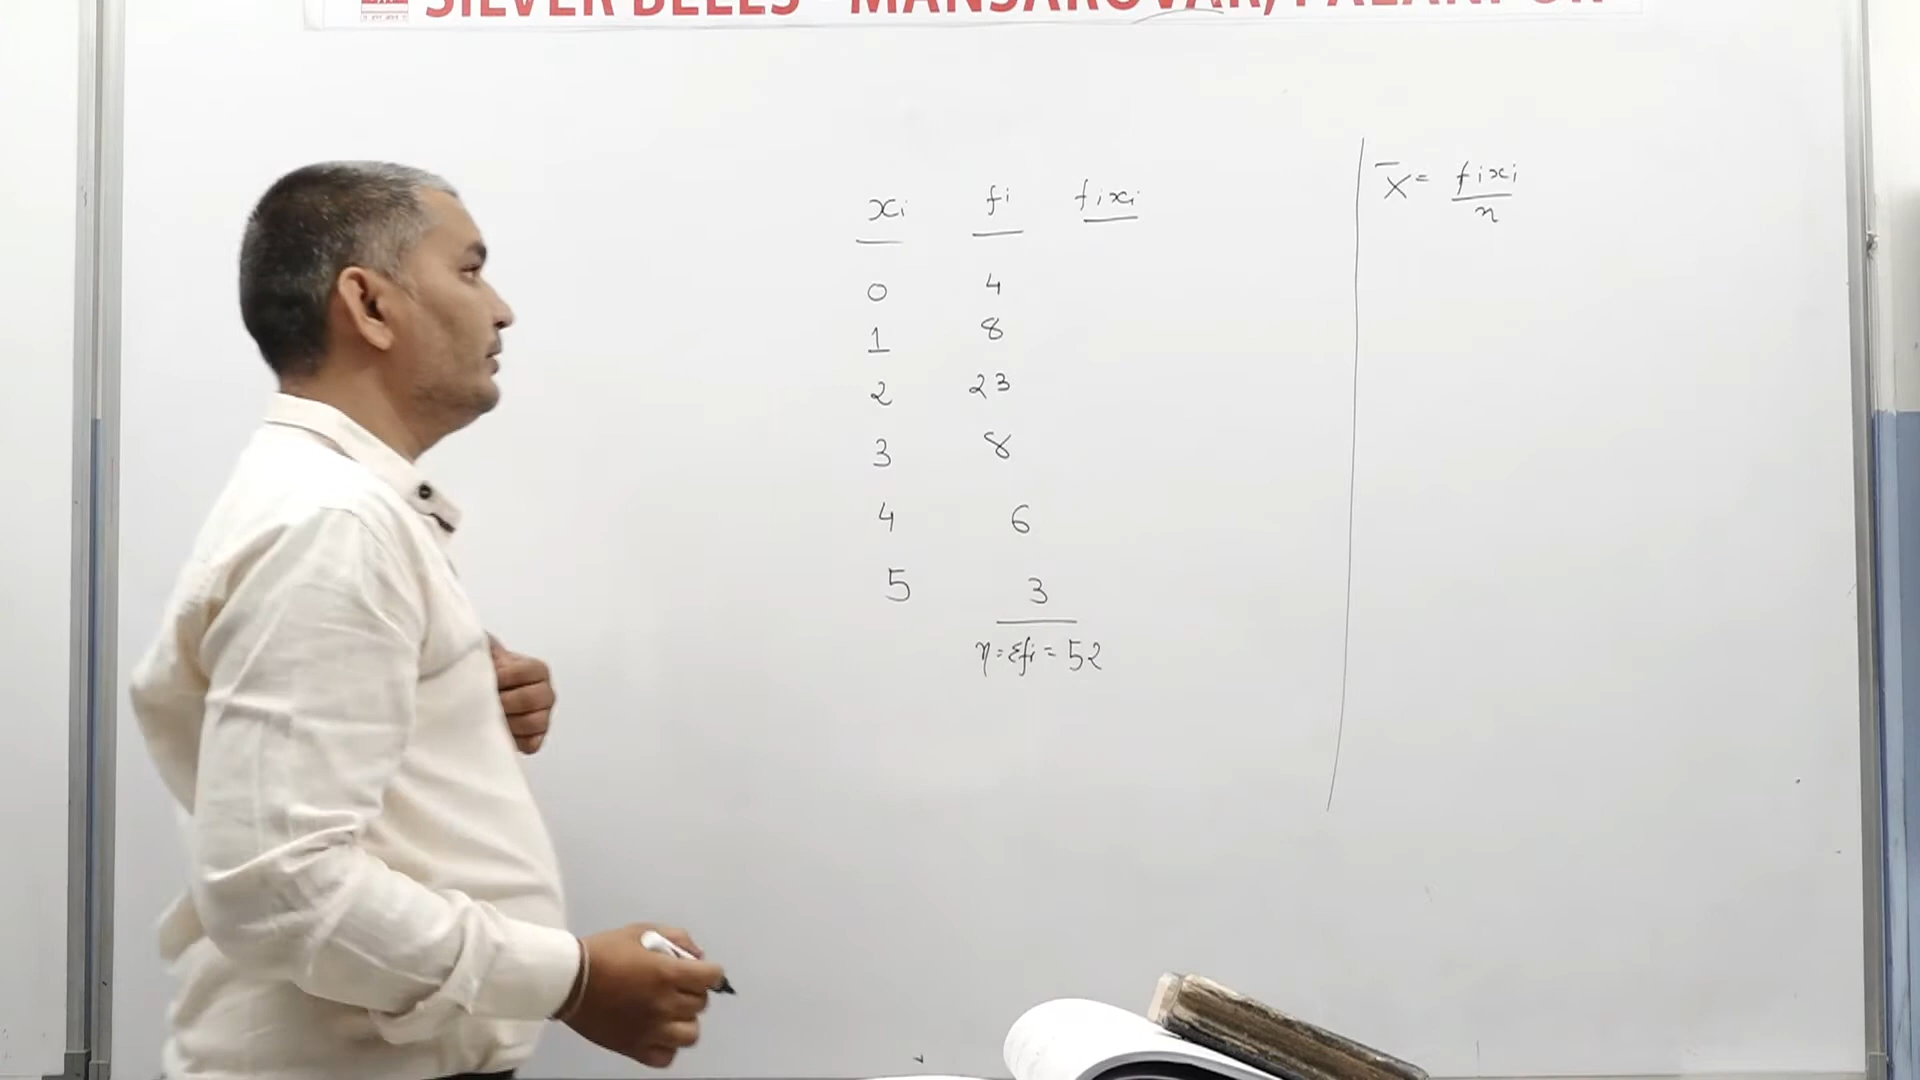 SILVER BELLS - MANSAROVAR, PALANPUR
xi fi fixi
0 4
1 8
2 23
3 8
4 6
5 3
n = Σfi = 52
X̄ = fixi / n